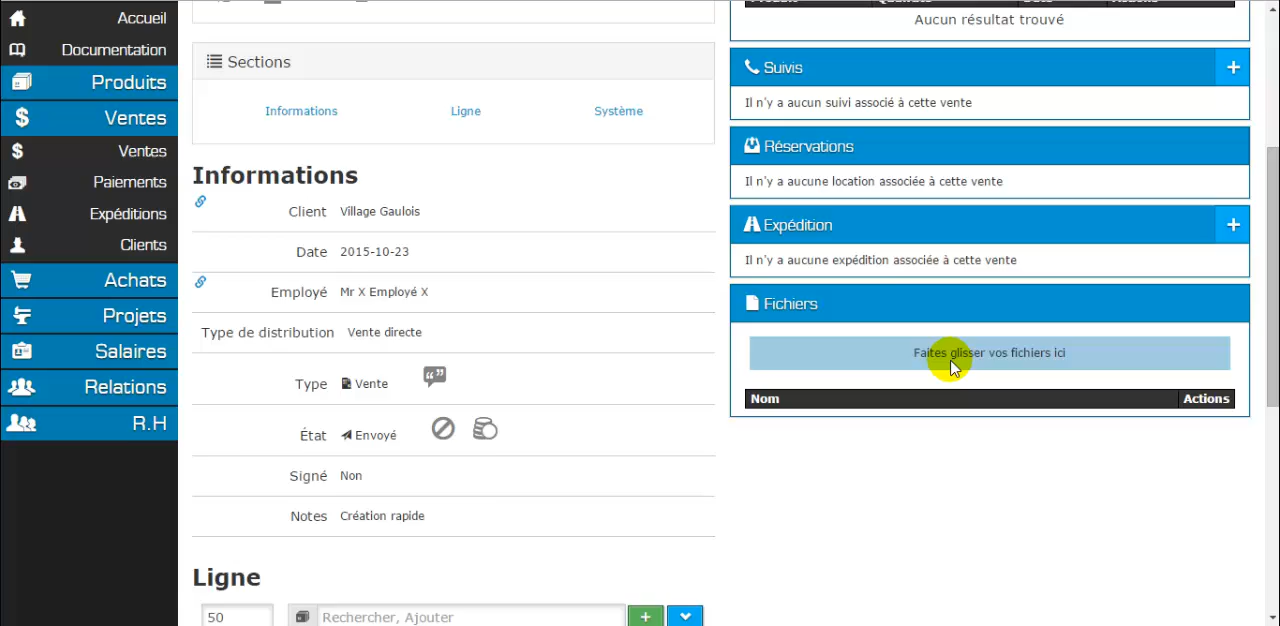 Accueil
Documentation
Produits
Ventes
Ventes
Paiements
Expéditions
Clients
Achats
Projets
Salaires
Relations
R.H
Sections
Informations Ligne Système
Informations
Client Village Gaulois
Date 2015-10-23
Employé Mr X Employé X
Type de distribution Vente directe
Type Vente
État Envoyé
Signé Non
Notes Création rapide
Ligne
50 Rechercher, Ajouter
Aucun résultat trouvé
Suivis
Il n'y a aucun suivi associé à cette vente
Réservations
Il n'y a aucune location associée à cette vente
Expédition
Il n'y a aucune expédition associée à cette vente
Fichiers
Faites glisser vos fichiers ici
Nom Actions